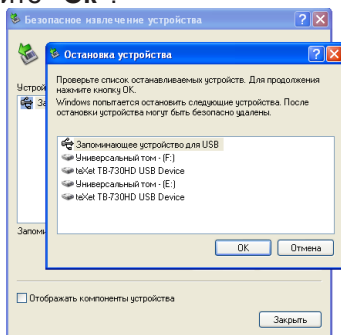 "Ok".
Безопасное извлечение устройства
Остановка устройства
Проверьте список останавливаемых устройств. Для продолжения
нажмите кнопку ОК.
Windows попытается остановить следующие устройства. После
остановки устройства могут быть безопасно удалены.
Запоминающее устройство для USB
Универсальный том - (F:)
teXet TB-730HD USB Device
Универсальный том - (E:)
teXet TB-730HD USB Device
OK
Отмена
Отображать компоненты устройства
Закрыть